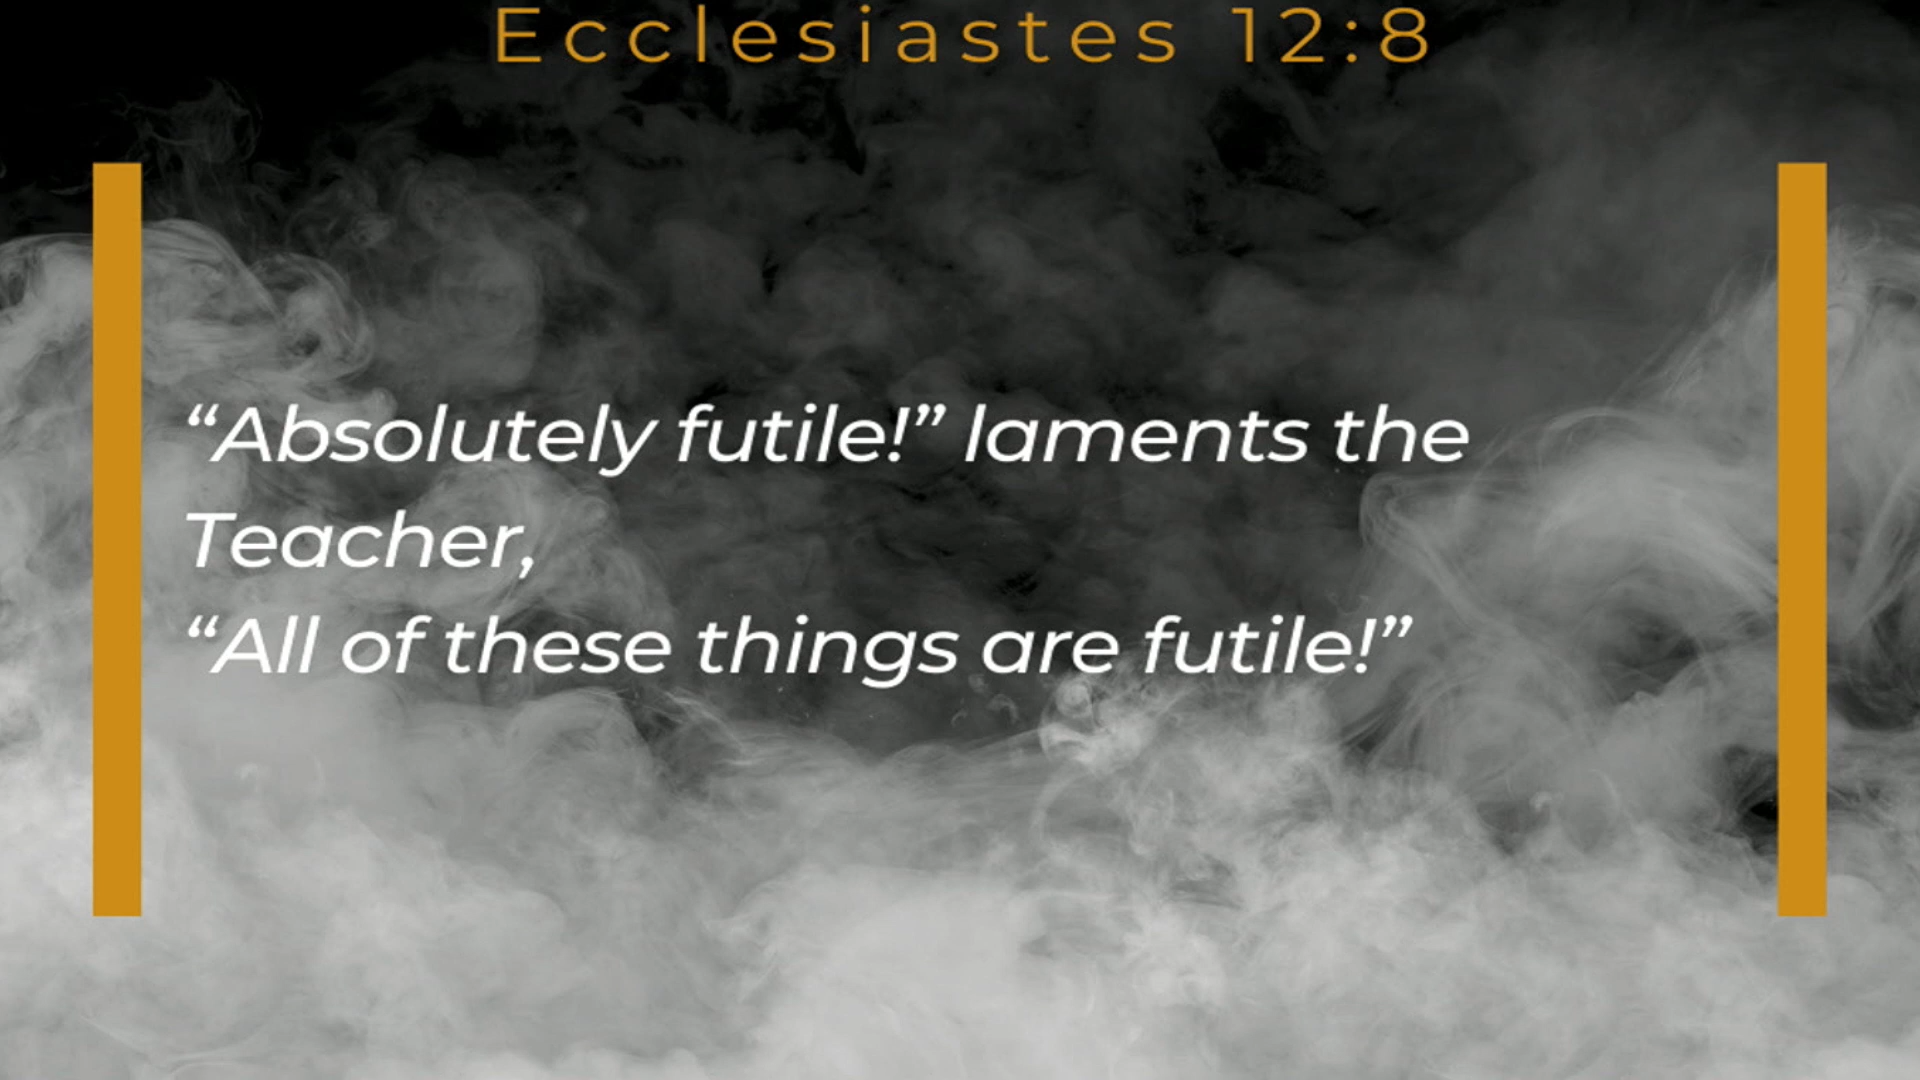 Ecclesiastes 12:8
“Absolutely futile!” laments the
Teacher,
“All of these things are futile!”